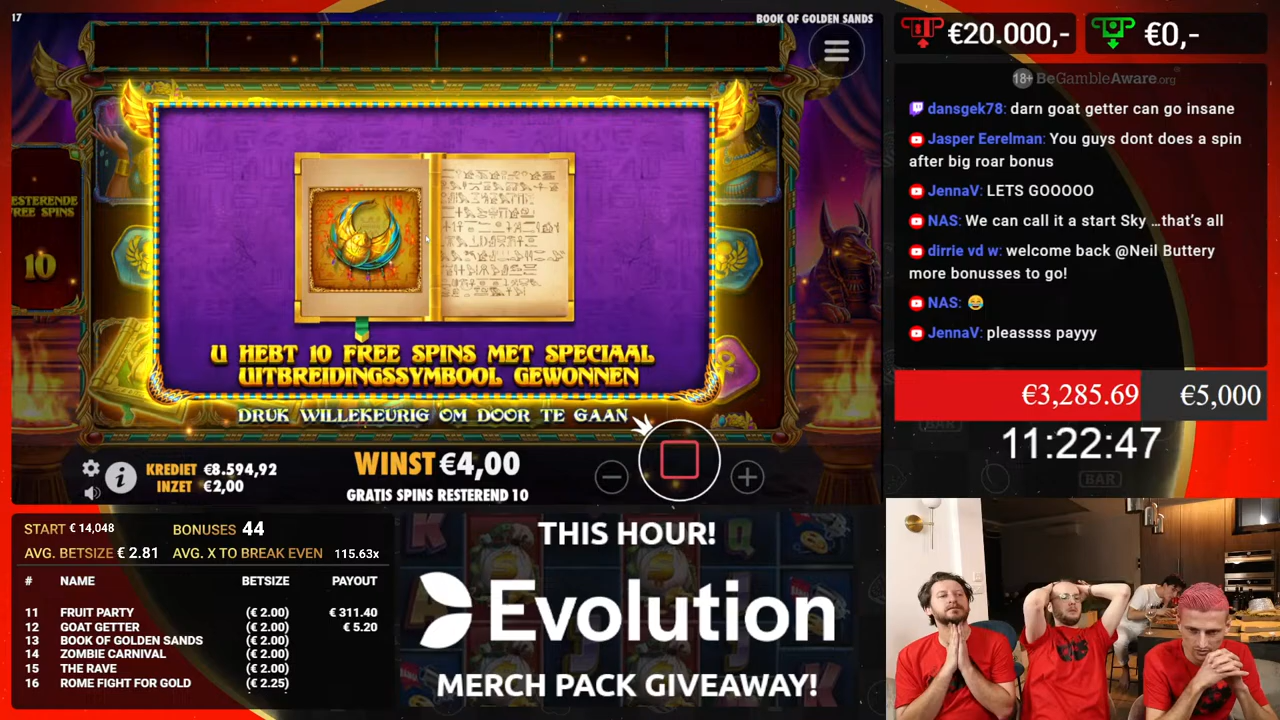 17
BOOK OF GOLDEN SANDS
ESTERENDE
FREE SPINS
10
U HEBT 10 FREE SPINS MET SPECIAAL
UITBREIDINGSSYMBOOL GEWONNEN
DRUK WILLEKEURIG OM DOOR TE GAAN
KREDIET €8.594,92
INZET €2,00
WINST €4,00
GRATIS SPINS RESTEREND 10
€20.000,-
€0,-
18+ BeGambleAware.org
dansgek78: darn goat getter can go insane
Jasper Eerelman: You guys dont does a spin
after big roar bonus
JennaV: LETS GOOOOO
NAS: We can call it a start Sky …that's all
dirrie vd w: welcome back @Neil Buttery
more bonusses to go!
NAS: 😂
JennaV: pleassss payyy
€3,285.69
€5,000
11:22:47
BAR
BAR
START € 14,048
BONUSES 44
AVG. BETSIZE € 2.81
AVG. X TO BREAK EVEN 115.63x
# NAME BETSIZE PAYOUT
11 FRUIT PARTY (€ 2.00) € 311.40
12 GOAT GETTER (€ 2.00) € 5.20
13 BOOK OF GOLDEN SANDS (€ 2.00)
14 ZOMBIE CARNIVAL (€ 2.00)
15 THE RAVE (€ 2.00)
16 ROME FIGHT FOR GOLD (€ 2.25)
THIS HOUR!
Evolution
MERCH PACK GIVEAWAY!